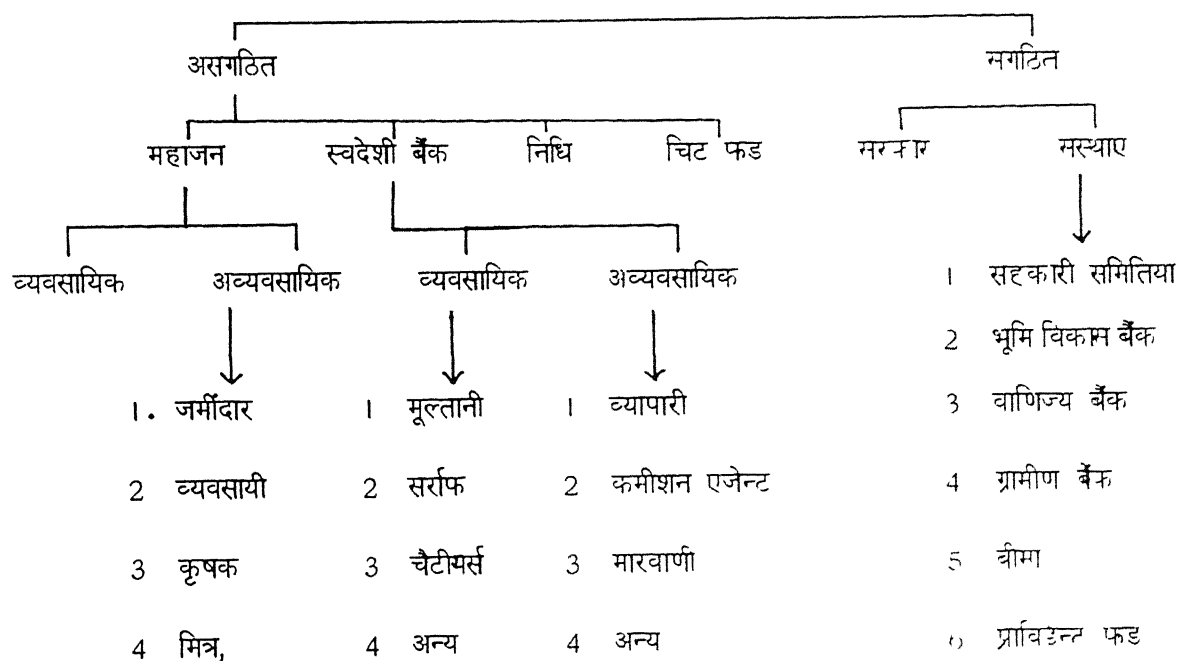 असगठित सगठित
महाजन स्वदेशी बैंक निधि चिट फड सरकार सस्थाए
व्यवसायिक अव्यवसायिक व्यवसायिक अव्यवसायिक
1 सहकारी समितिया
2 भूमि विकास बैंक
1. जमींदार 1 मूल्तानी 1 व्यापारी 3 वाणिज्य बैंक
2 व्यवसायी 2 सर्राफ 2 कमीशन एजेन्ट 4 ग्रामीण बैंक
3 कृषक 3 चैटीयर्स 3 मारवाणी 5 बीमा
4 मित्र, 4 अन्य 4 अन्य 6 प्राविडन्ट फड